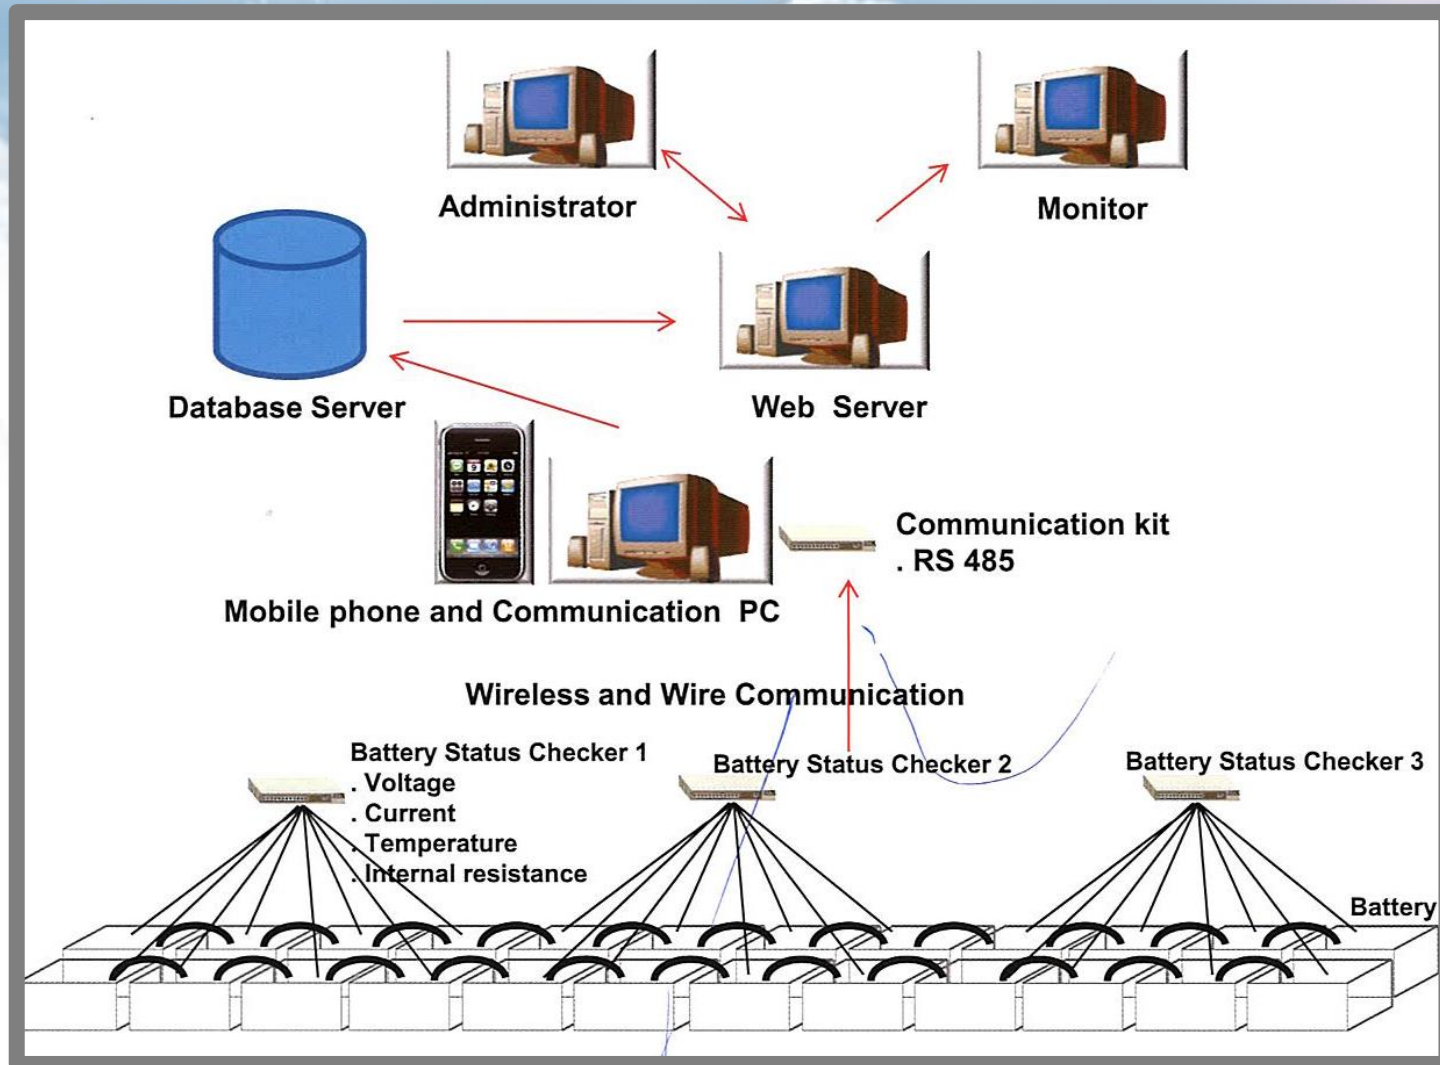 Administrator
Monitor
Database Server
Web Server
Communication kit
. RS 485
Mobile phone and Communication PC
Wireless and Wire Communication
Battery Status Checker 1
. Voltage
. Current
. Temperature
. Internal resistance
Battery Status Checker 2
Battery Status Checker 3
Battery